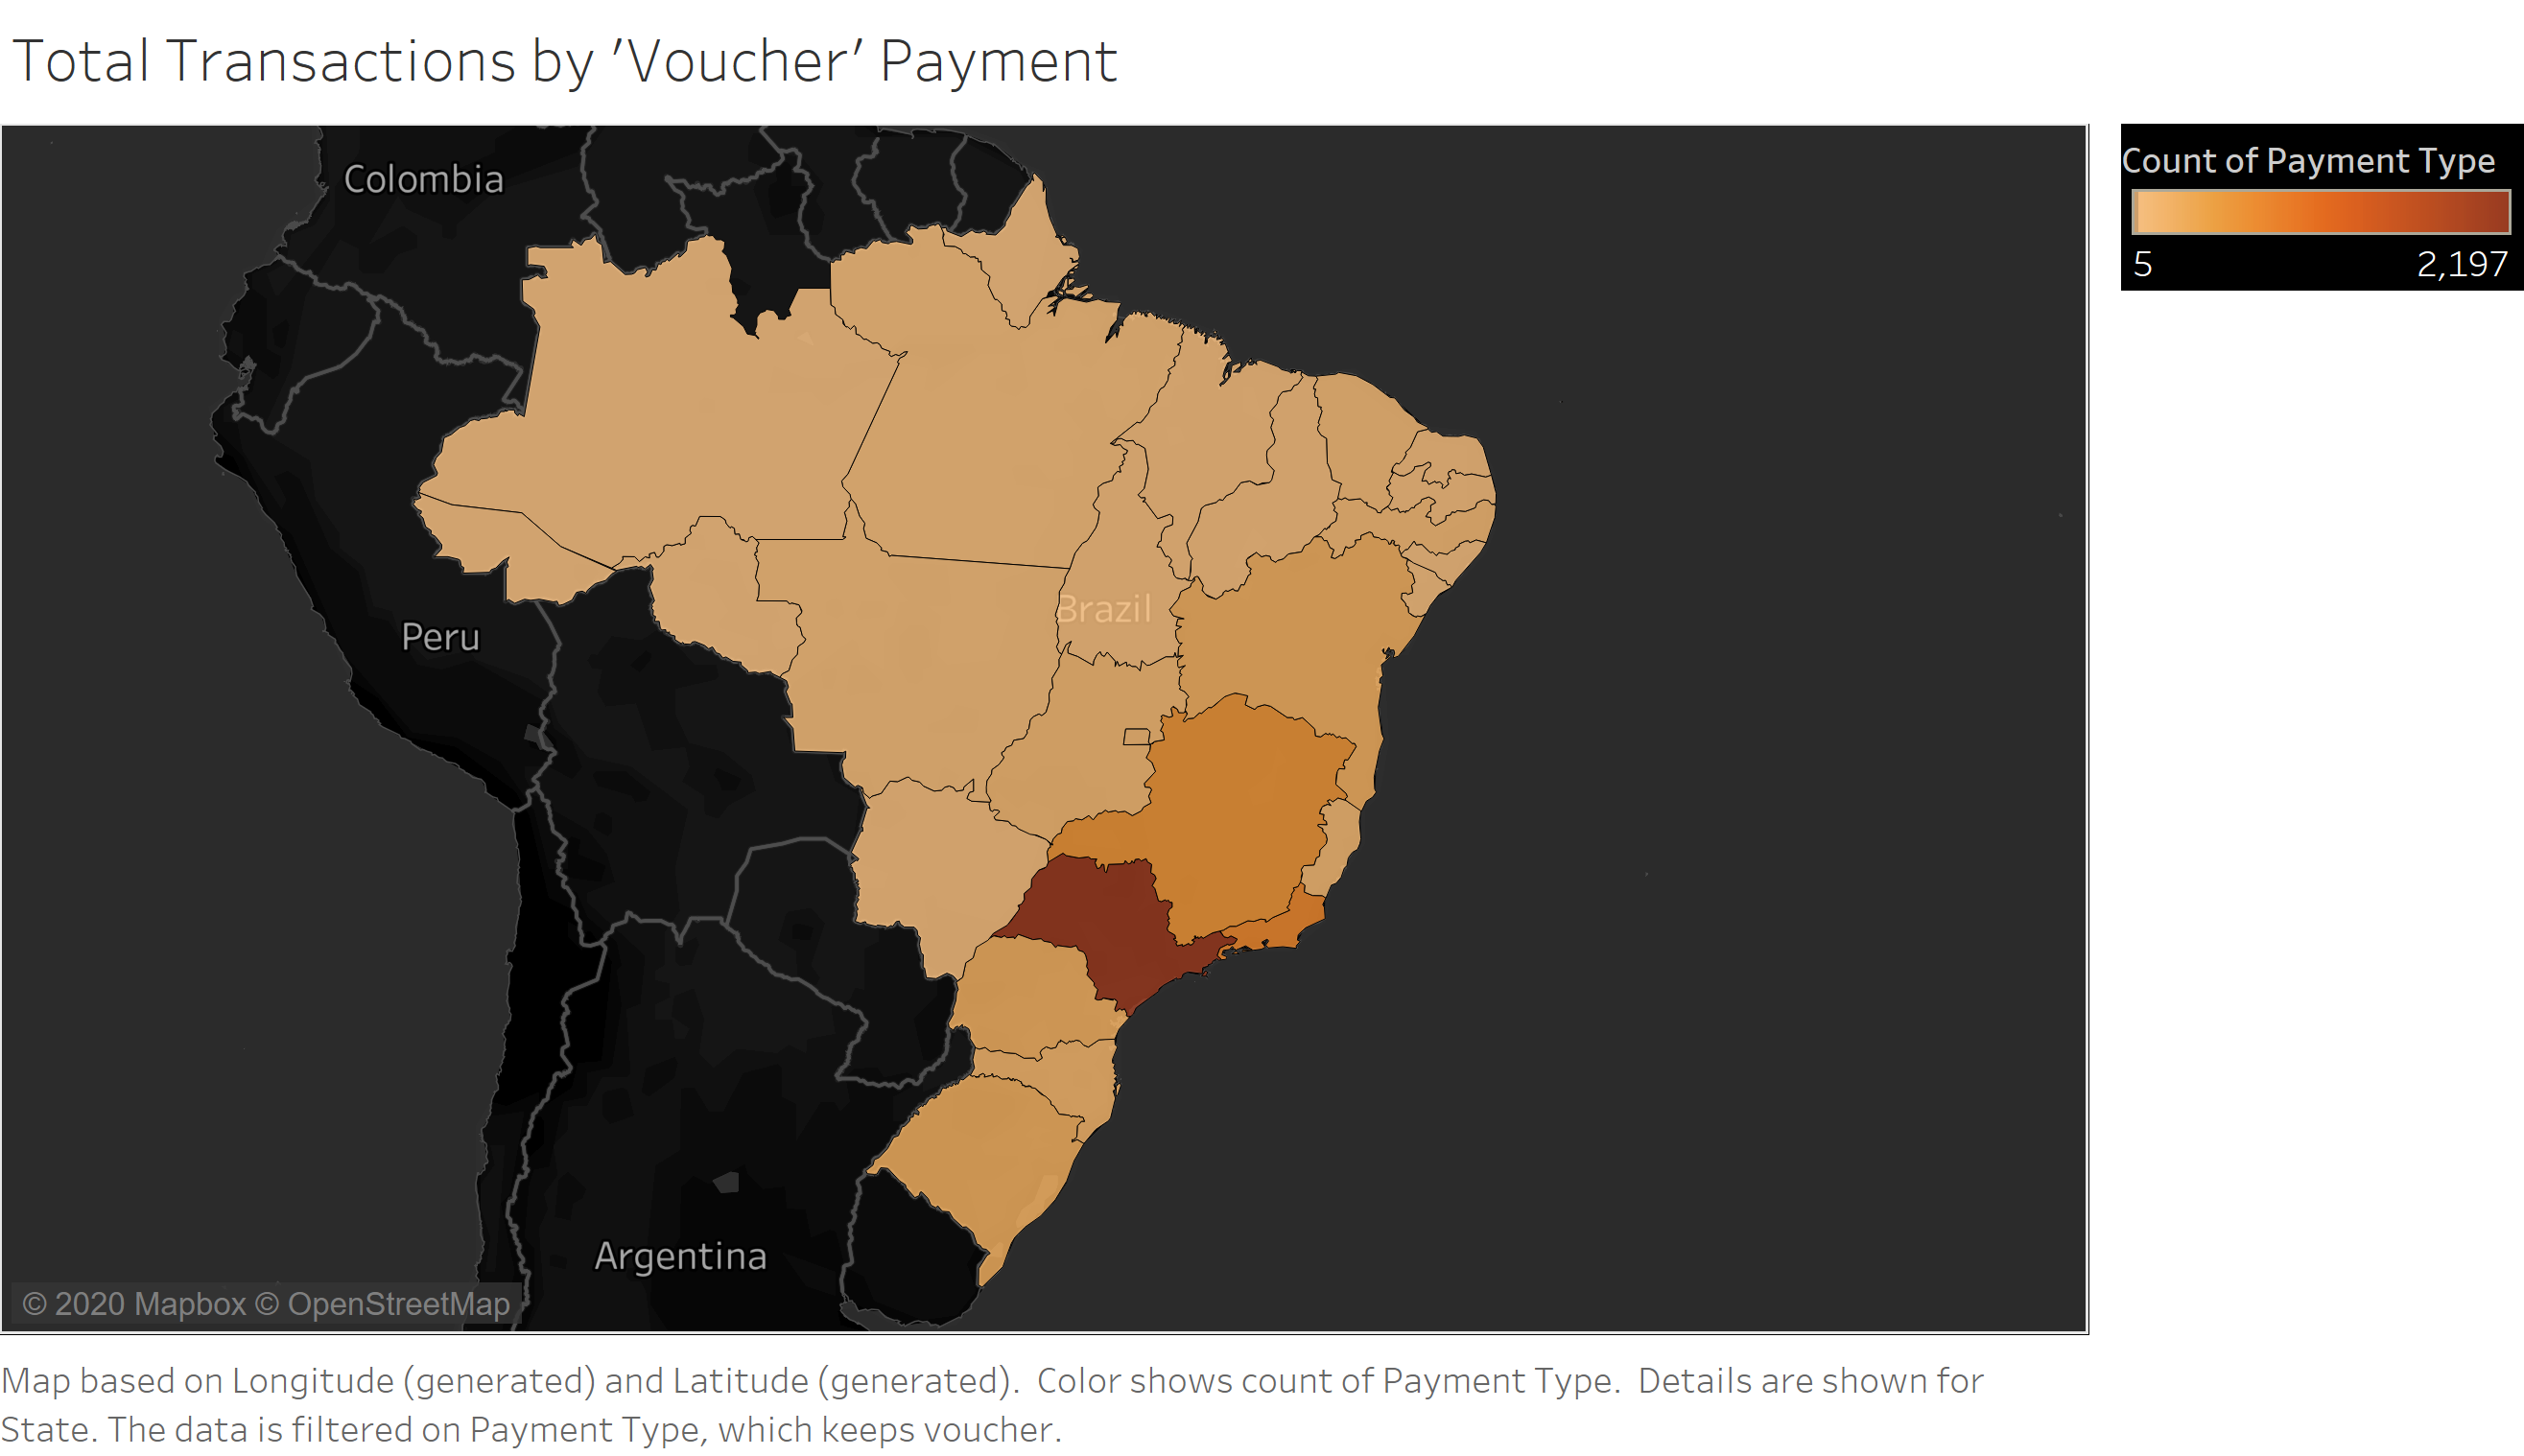 Total Transactions by 'Voucher' Payment
Colombia
Count of Payment Type
5 2,197
Brazil
Peru
Argentina
© 2020 Mapbox © OpenStreetMap
Map based on Longitude (generated) and Latitude (generated).  Color shows count of Payment Type.  Details are shown for
State. The data is filtered on Payment Type, which keeps voucher.